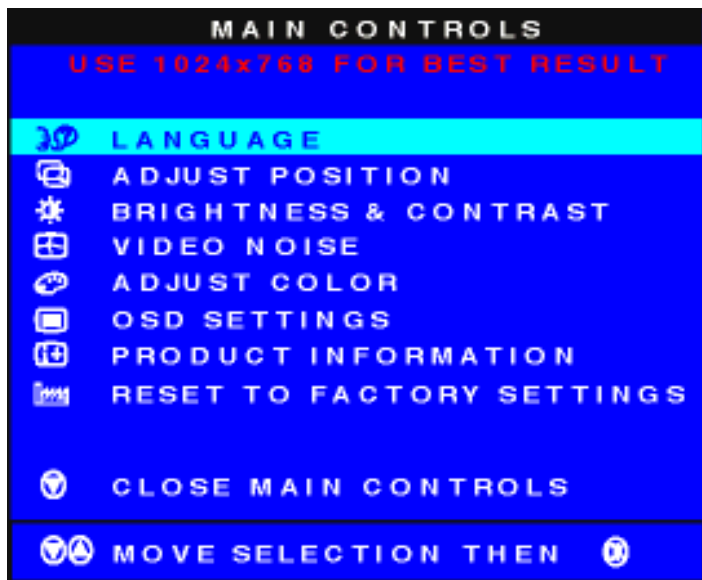 MAIN CONTROLS
USE 1024x768 FOR BEST RESULT
LANGUAGE
ADJUST POSITION
BRIGHTNESS & CONTRAST
VIDEO NOISE
ADJUST COLOR
OSD SETTINGS
PRODUCT INFORMATION
RESET TO FACTORY SETTINGS
CLOSE MAIN CONTROLS
MOVE SELECTION THEN OK